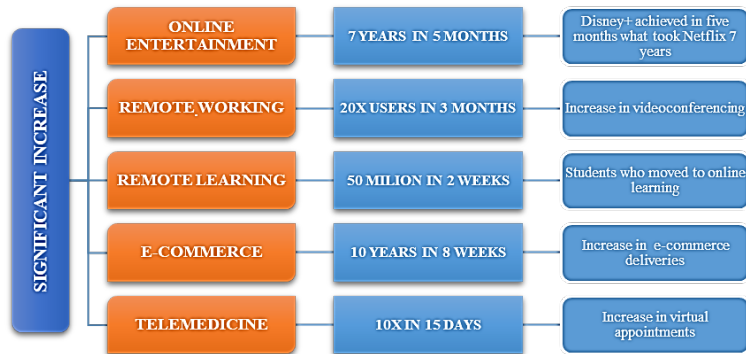 SIGNIFICANT INCREASE
ONLINE
ENTERTAINMENT
7 YEARS IN 5 MONTHS
Disney+ achieved in five
months what took Netflix 7
years
REMOTE WORKING
20X USERS IN 3 MONTHS
Increase in videoconferencing
REMOTE LEARNING
50 MILION IN 2 WEEKS
Students who moved to online
learning
E-COMMERCE
10 YEARS IN 8 WEEKS
Increase in e-commerce
deliveries
TELEMEDICINE
10X IN 15 DAYS
Increase in virtual
appointments